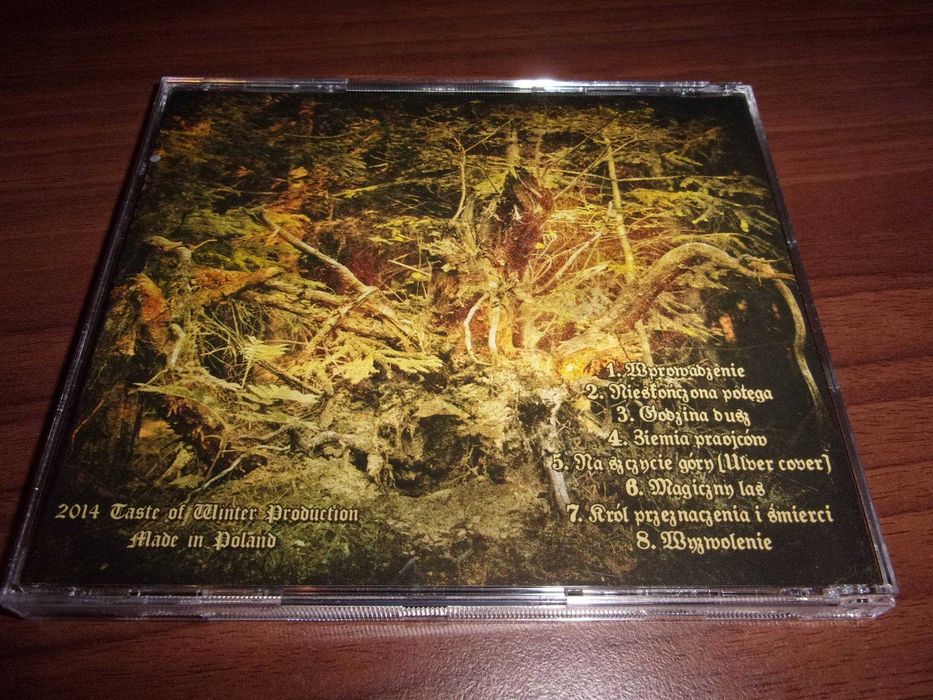 1. Wprowadzenie
2. Nieskończona potęga
3. Godzina dusz
4. Ziemia praojców
5. Na szczycie góry (Ulver cover)
6. Magiczny las
7. Król przeznaczenia i śmierci
8. Wyzwolenie
2014 Taste of Winter Production
Made in Poland